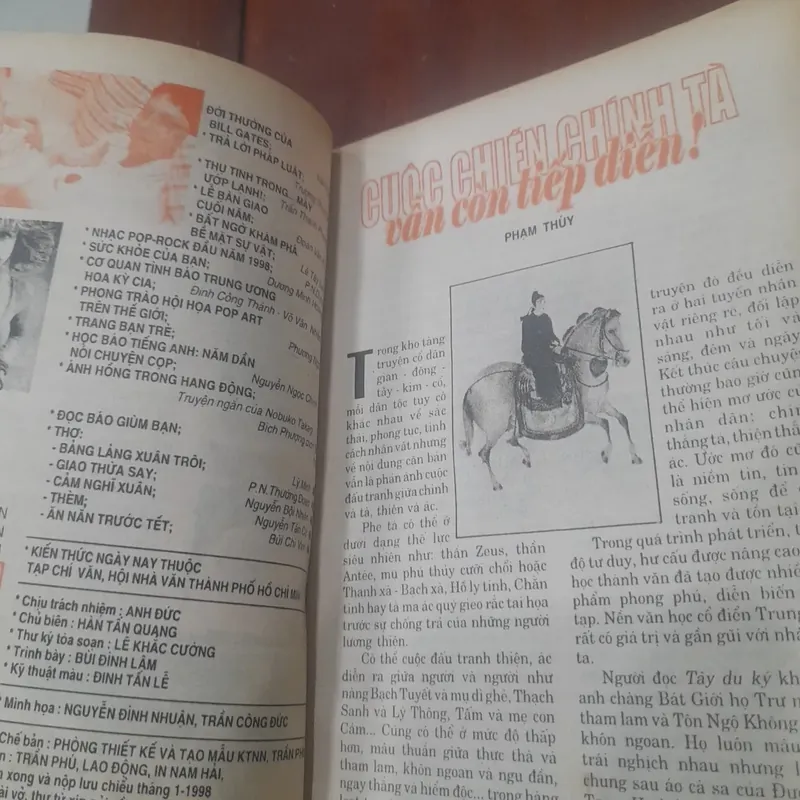 ĐỜI THƯỜNG CỦA
BILL GATES;
* TRẢ LỜI PHÁP LUẬT:
* THỤ TINH TRONG... MÁY
ƯỚP LẠNH!;
* LỄ BÀN GIAO
CUỐI NĂM;
* BẤT NGỜ KHÁM PHÁ
BỀ MẶT SỰ VẬT;
* NHẠC POP-ROCK ĐẦU NĂM 1998;
* SỨC KHỎE CỦA BẠN;
* CƠ QUAN TÌNH BÁO TRUNG ƯƠNG
HOA KỲ CIA;
Dương Minh
Đinh Công Thành - Võ Văn
* PHONG TRÀO HỘI HỌA POP ART
TRÊN THẾ GIỚI;
* TRANG BẠN TRẺ;
* HỌC BÁO TIẾNG ANH: NĂM DẦN
NÓI CHUYỆN CỌP;
Nguyễn Ngọc
* ÁNH HỒNG TRONG HANG ĐỘNG;
Truyện ngắn của Nobuko
Bích Phượng
* ĐỌC BÁO GIÙM BẠN;
* THƠ:
- BẢNG LẢNG XUÂN TRÔI;
- GIAO THỪA SAY;
P.N.Thường Đoan
- CẢM NGHĨ XUÂN;
- THÈM;
- ĂN NĂN TRƯỚC TẾT;
* KIẾN THỨC NGÀY NAY THUỘC
TẠP CHÍ VĂN, HỘI NHÀ VĂN THÀNH PHỐ HỒ CHÍ
* Chịu trách nhiệm : ANH ĐỨC
* Chủ biên : HÀN TẤN QUANG
* Thư ký tòa soạn : LÊ KHẮC CƯỜNG
* Trình bày : BÙI ĐÌNH LÂM
* Kỹ thuật màu : ĐINH TẤN LỄ
* Minh họa : NGUYỄN ĐÌNH NHUẬN, TRẦN CÔNG ĐỨC
Chế bản : PHÒNG THIẾT KẾ VÀ TẠO MẪU KTNN, TRẦN
: TRẦN PHÚ, LAO ĐỘNG, IN NAM HẢI,
xong và nộp lưu chiểu tháng 1-1998
CUỘC CHIẾN CHÍNH TÀ
vẫn còn tiếp diễn!
PHẠM THÙY
Trong kho tàng
truyện cổ dân
gian - đông -
tây - kim - cổ,
mỗi dân tộc tuy có
khác nhau về sắc
thái, phong tục, tính
cách nhân vật nhưng
về nội dung căn bản
vẫn là phản ánh cuộc
đấu tranh giữa chính
và tà, thiện và ác.
Phe tà có thể ở
dưới dạng thế lực
siêu nhiên như: thần Zeus, thần
Antée, mụ phù thủy cưỡi chổi hoặc
Thanh xà - Bạch xà, Hồ ly tinh, Chằn
tinh hay tà ma ác quỷ gieo rắc tai họa
trước sự chống trả của những người
lương thiện.
Có thể cuộc đấu tranh thiện, ác
diễn ra giữa người và người như
nàng Bạch Tuyết và mụ dì ghẻ, Thạch
Sanh và Lý Thông, Tấm và mẹ con
Cám... Cũng có thể ở mức độ thấp
hơn, mâu thuẫn giữa thực thà và
tham lam, khôn ngoan và ngu đần,
ngay thẳng và hiểm độc... trong hàng
truyện đó đều diễn
ra ở hai tuyến nhân
vật riêng rẽ, đối lập
nhau như tối và
sáng, đêm và ngày
Kết thúc câu chuyện
thường bao giờ cũng
thể hiện mơ ước của
nhân dân:
thắng tà, thiện
ác. Ước mơ đó cũ
là niềm tin, tin
sống, sống để
tranh và tồn tại
Trong quá trình phát triển,
độ tư duy, hư cấu được nâng cao
học thành văn đã tạo được nhiề
phẩm phong phú, diễn biến
tạp. Nền văn học cổ điển Trung
rất có giá trị và gần gũi với nhâ
ta.
Người đọc Tây du ký
anh chàng Bát Giới họ Trư
tham lam và Tôn Ngộ Không
khôn ngoan. Họ luôn mâu
trái nghịch nhau nhưng
chung sau áo cà sa của